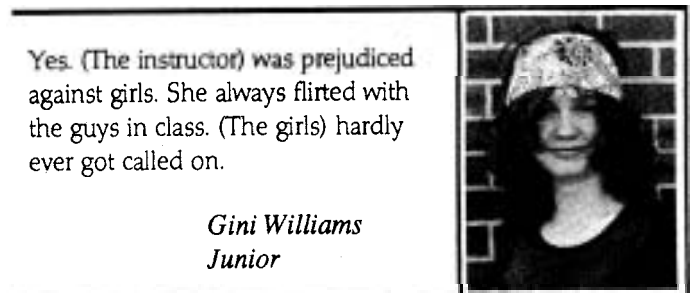 Yes. (The instructor) was prejudiced
against girls. She always flirted with
the guys in class. (The girls) hardly
ever got called on.
Gini Williams
Junior